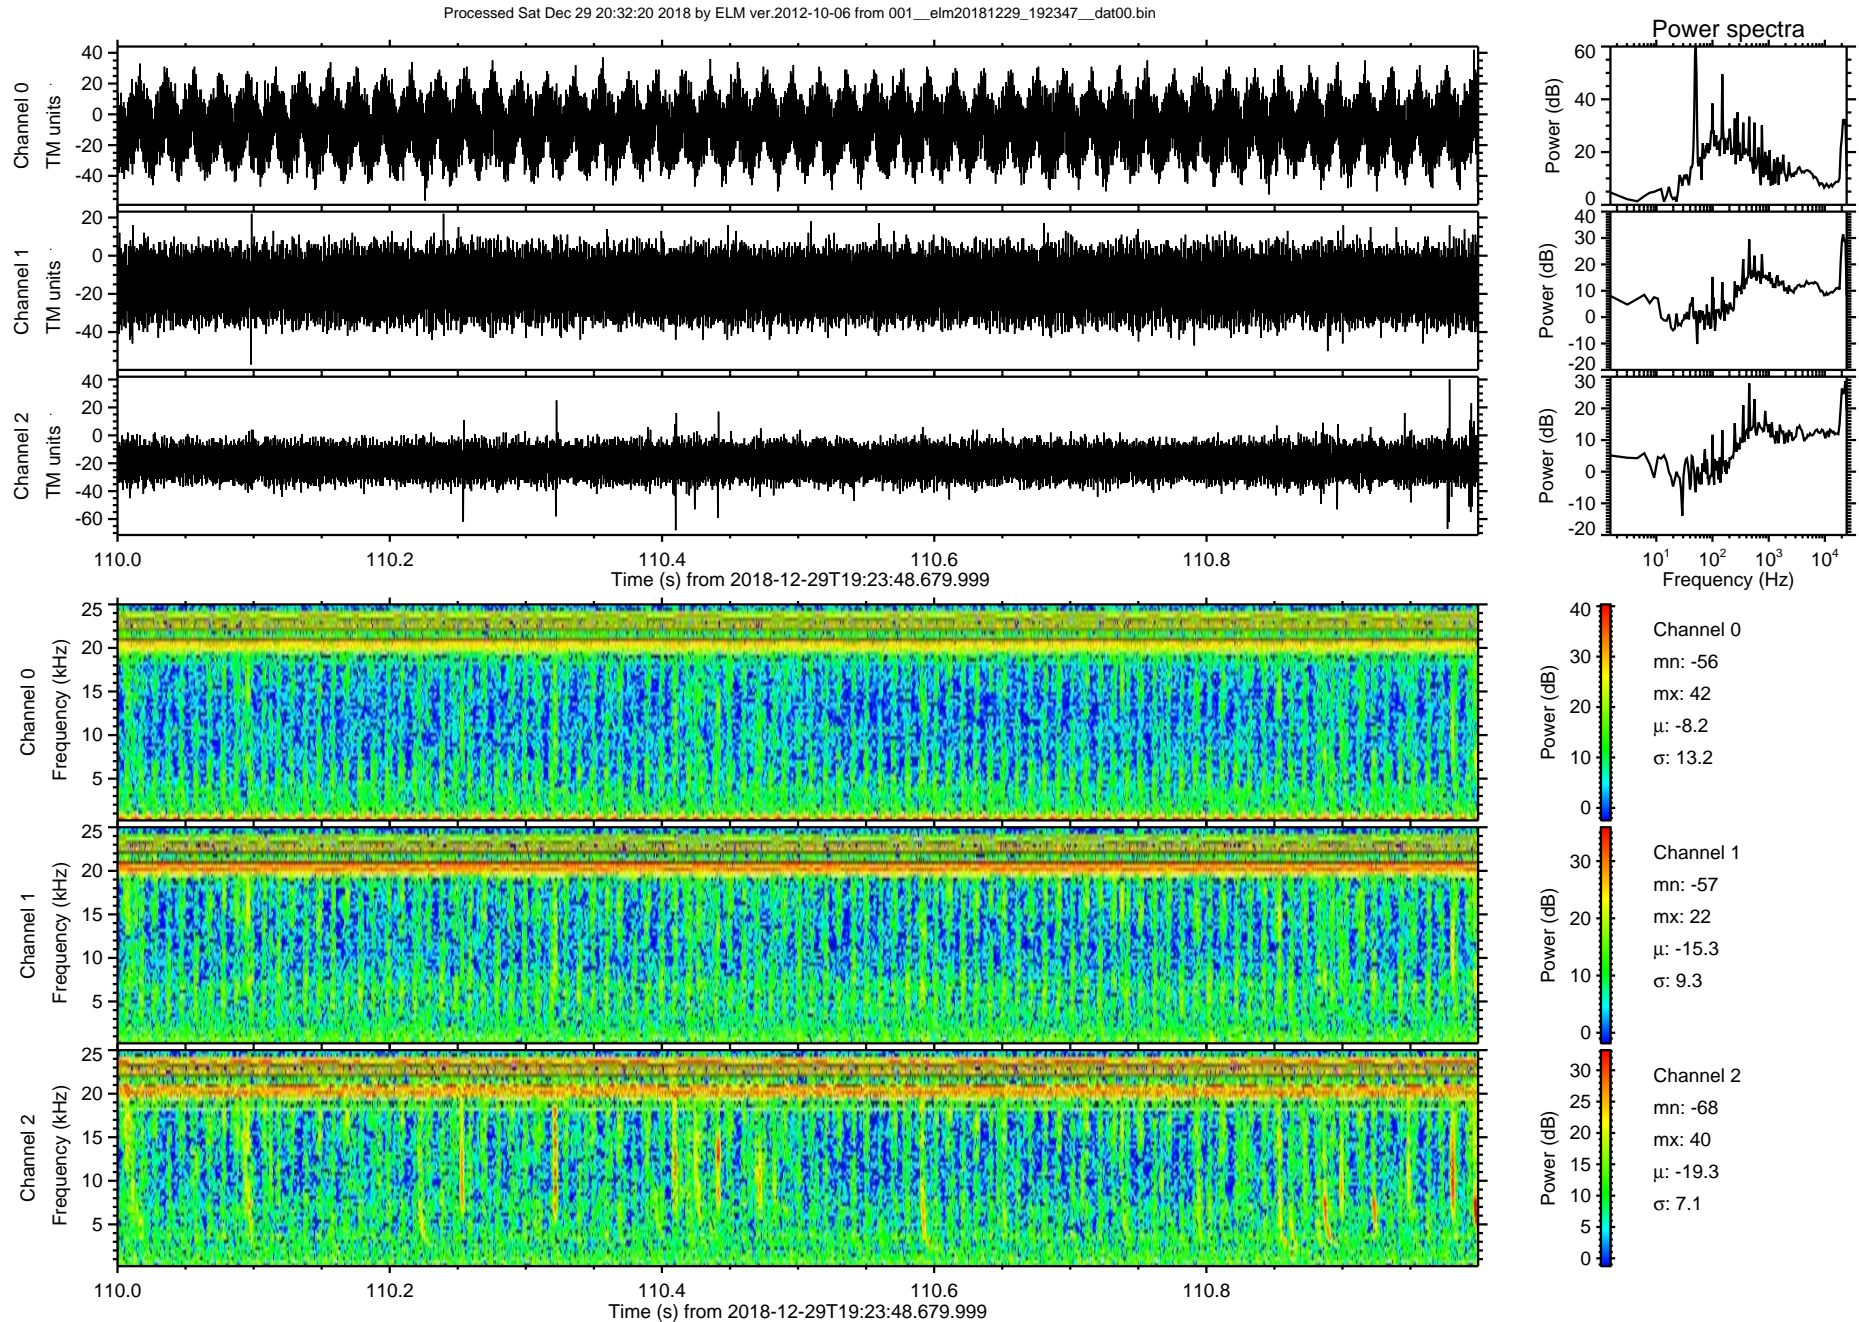 Processed Sat Dec 29 20:32:20 2018 by ELM ver.2012-10-06 from 001__elm20181229_192347__dat00.bin
Power spectra
Channel 0
TM units
40
20
0
-20
-40
Power (dB)
60
40
20
0
Channel 1
TM units
20
0
-20
-40
Power (dB)
40
30
20
10
0
-10
-20
Channel 2
TM units
40
20
0
-20
-40
-60
Power (dB)
30
20
10
0
-10
-20
110.0 110.2 110.4 110.6 110.8
Time (s) from 2018-12-29T19:23:48.679.999
10¹ 10² 10³ 10⁴
Frequency (Hz)
Channel 0
Frequency (kHz)
25
20
15
10
5
Power (dB)
40
30
20
10
0
Channel 0
mn: -56
mx: 42
µ: -8.2
σ: 13.2
Channel 1
Frequency (kHz)
25
20
15
10
5
Power (dB)
30
20
10
0
Channel 1
mn: -57
mx: 22
µ: -15.3
σ: 9.3
Channel 2
Frequency (kHz)
25
20
15
10
5
Power (dB)
30
25
20
15
10
5
0
Channel 2
mn: -68
mx: 40
µ: -19.3
σ: 7.1
110.0 110.2 110.4 110.6 110.8
Time (s) from 2018-12-29T19:23:48.679.999